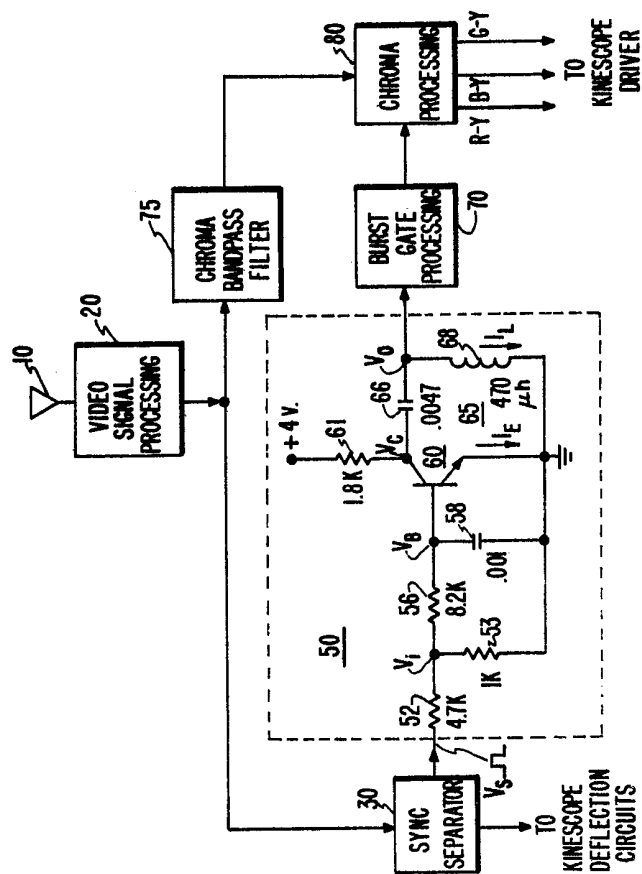 10
20
VIDEO
SIGNAL
PROCESSING
75
CHROMA
BANDPASS
FILTER
80
CHROMA
PROCESSING
R-Y
B-Y
G-Y
TO
KINESCOPE
DRIVER
BURST
GATE
PROCESSING
70
30
SYNC
SEPARATOR
TO
KINESCOPE
DEFLECTION
CIRCUITS
VS
50
52
4.7K
Vi
53
1K
56
8.2K
VB
58
.001
+4V.
61
1.8K
VC
60
IE
66
.0047
65
VO
68
470
μh
IL